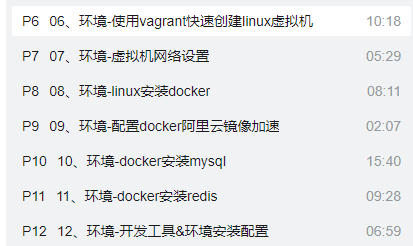 P6 06、环境-使用vagrant快速创建linux虚拟机 10:18
P7 07、环境-虚拟机网络设置 05:29
P8 08、环境-linux安装docker 08:11
P9 09、环境-配置docker阿里云镜像加速 02:07
P10 10、环境-docker安装mysql 15:40
P11 11、环境-docker安装redis 09:28
P12 12、环境-开发工具&环境安装配置 06:59